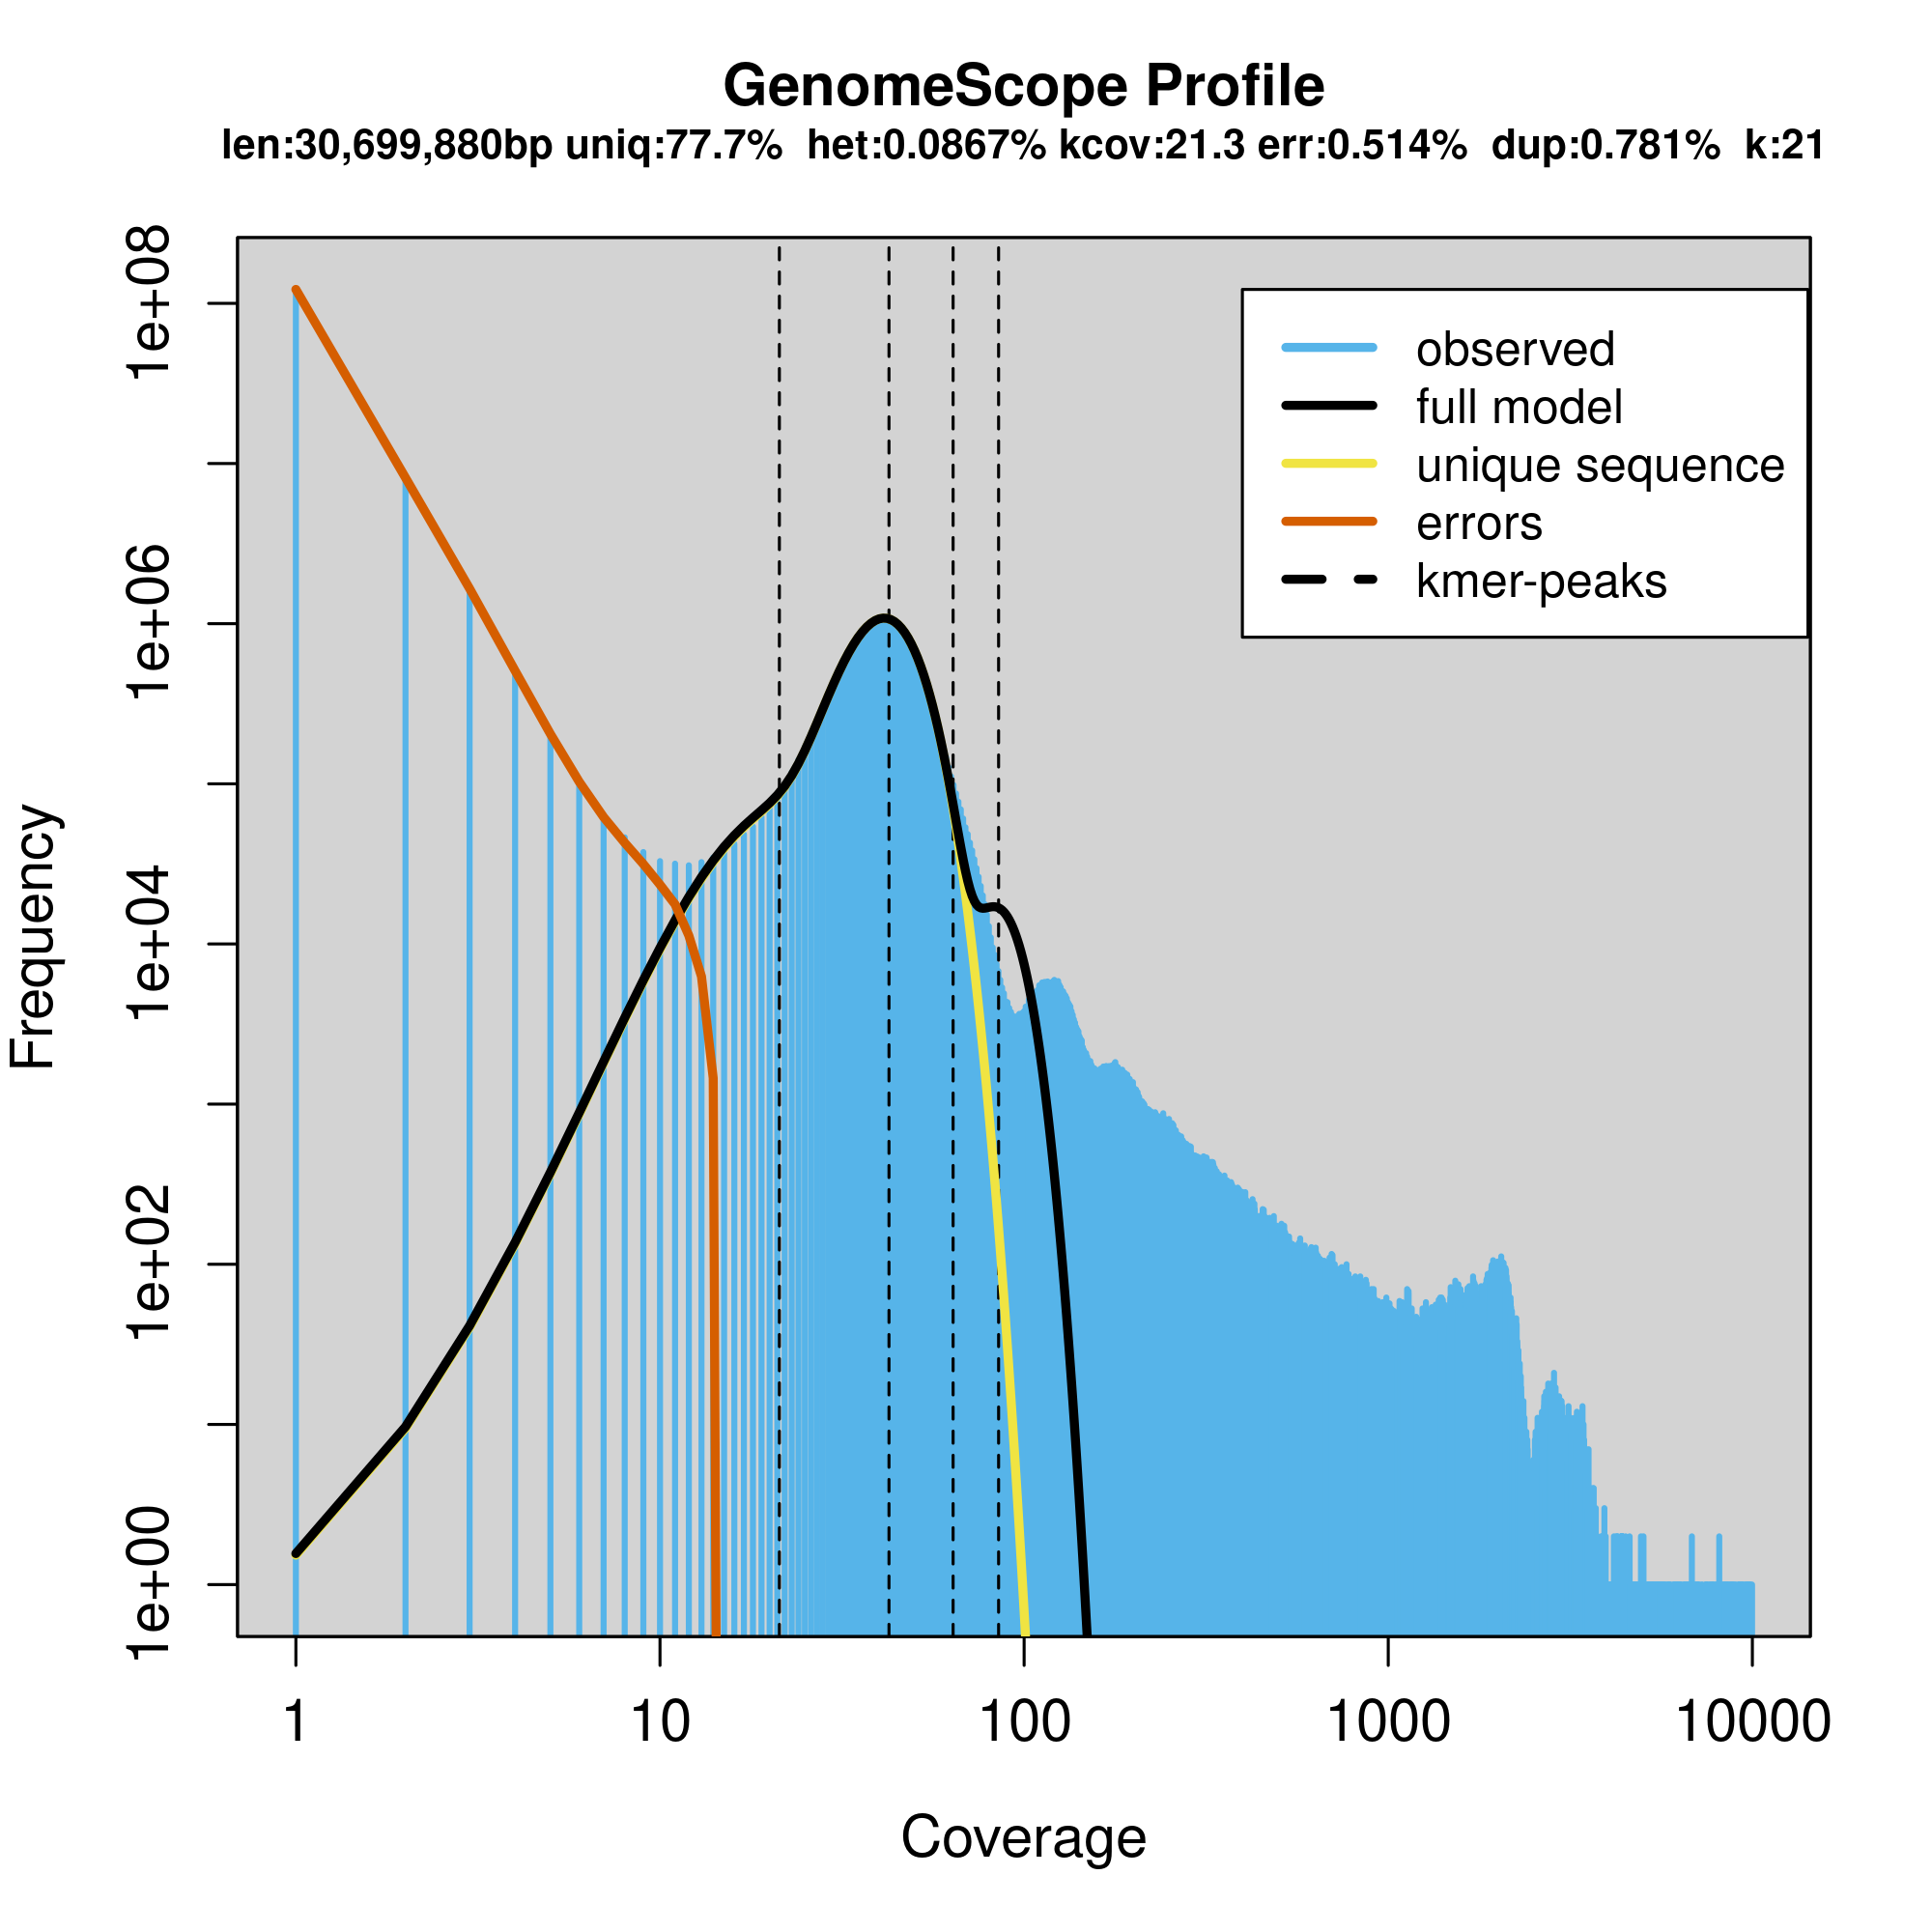 GenomeScope Profile
len:30,699,880bp uniq:77.7% het:0.0867% kcov:21.3 err:0.514% dup:0.781% k:21
Frequency
1e+08
1e+06
1e+04
1e+02
1e+00
observed
full model
unique sequence
errors
kmer-peaks
1 10 100 1000 10000
Coverage